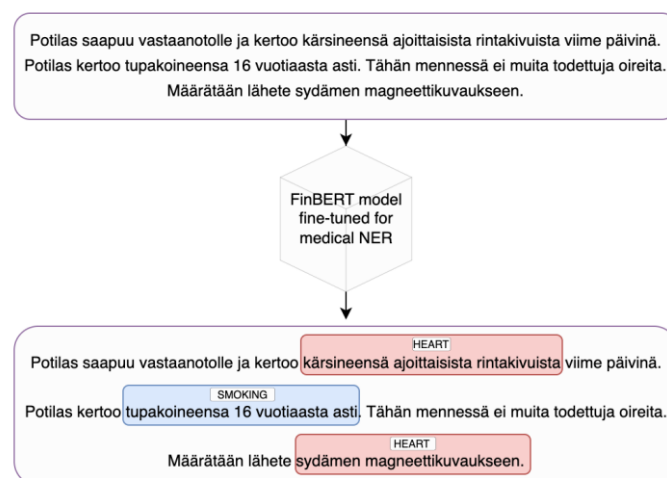 Potilas saapuu vastaanotolle ja kertoo kärsineensä ajoittaisista rintakivuista viime päivinä.
Potilas kertoo tupakoineensa 16 vuotiaasta asti. Tähän mennessä ei muita todettuja oireita.
Määrätään lähete sydämen magneettikuvaukseen.
FinBERT model
fine-tuned for
medical NER
HEART
Potilas saapuu vastaanotolle ja kertoo kärsineensä ajoittaisista rintakivuista viime päivinä.
SMOKING
Potilas kertoo tupakoineensa 16 vuotiaasta asti. Tähän mennessä ei muita todettuja oireita.
HEART
Määrätään lähete sydämen magneettikuvaukseen.